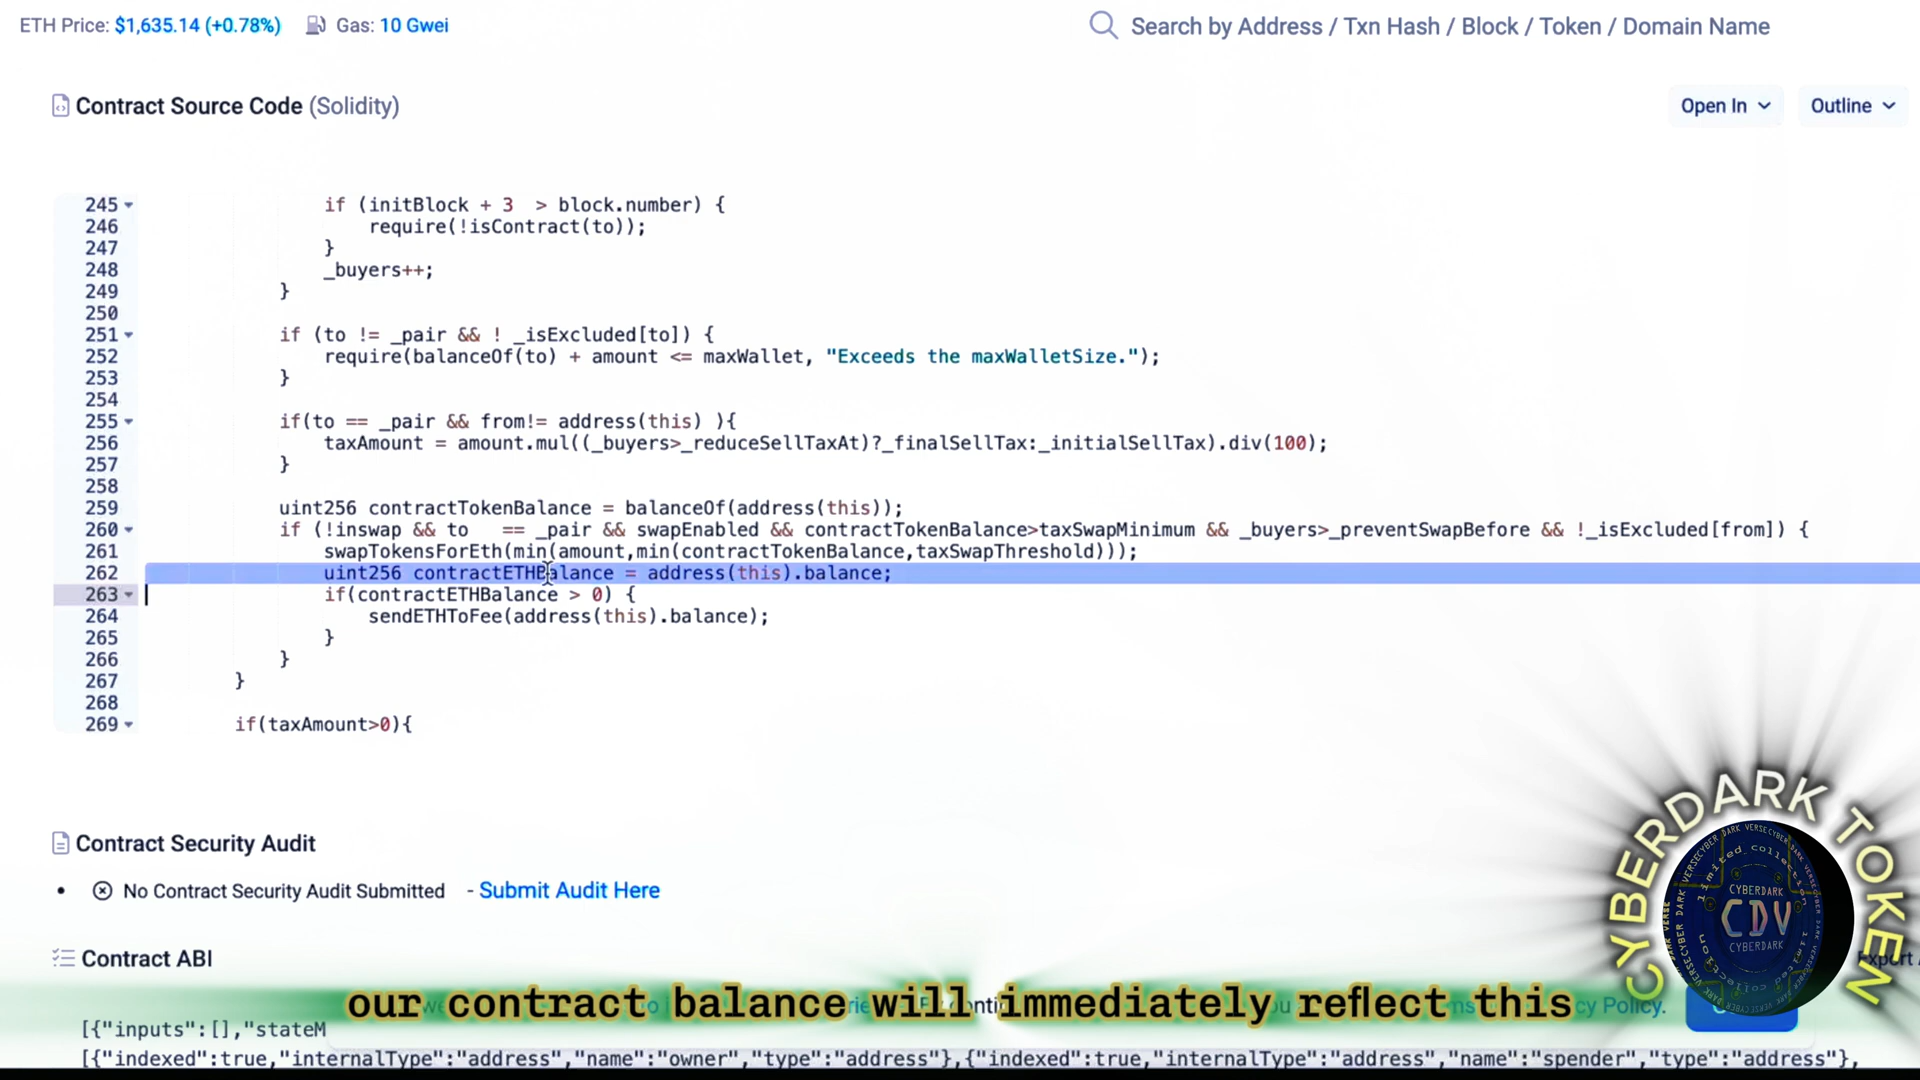 ETH Price: $1,635.14 (+0.78%) Gas: 10 Gwei
Search by Address / Txn Hash / Block / Token / Domain Name
Contract Source Code (Solidity)
Open In
Outline
245 if (initBlock + 3  > block.number) {
246 require(!isContract(to));
247 }
248 _buyers++;
249 }
250
251 if (to != _pair && ! _isExcluded[to]) {
252 require(balanceOf(to) + amount <= maxWallet, "Exceeds the maxWalletSize.");
253 }
254
255 if(to == _pair && from!= address(this) ){
256 taxAmount = amount.mul((_buyers>_reduceSellTaxAt)?_finalSellTax:_initialSellTax).div(100);
257 }
258
259 uint256 contractTokenBalance = balanceOf(address(this));
260 if (!inswap && to   == _pair && swapEnabled && contractTokenBalance>taxSwapMinimum && _buyers>_preventSwapBefore && !_isExcluded[from]) {
261 swapTokensForEth(min(amount,min(contractTokenBalance,taxSwapThreshold)));
262 uint256 contractETHBalance = address(this).balance;
263 if(contractETHBalance > 0) {
264 sendETHToFee(address(this).balance);
265 }
266 }
267 }
268
269 if(taxAmount>0){
Contract Security Audit
No Contract Security Audit Submitted - Submit Audit Here
Contract ABI
CYBERDARK TOKEN
limited collection
CYBERDARK
CDV
CYBERDARK
our contract balance will immediately reflect this
cy Policy.
[{"inputs":[],"stateM
[{"indexed":true,"internalType":"address","name":"owner","type":"address"},{"indexed":true,"internalType":"address","name":"spender","type":"address"},